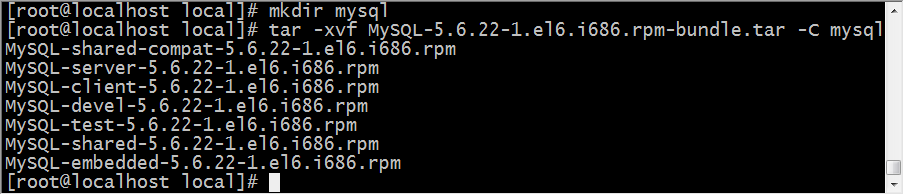 [root@localhost local]# mkdir mysql
[root@localhost local]# tar -xvf MySQL-5.6.22-1.el6.i686.rpm-bundle.tar -C mysql
MySQL-shared-compat-5.6.22-1.el6.i686.rpm
MySQL-server-5.6.22-1.el6.i686.rpm
MySQL-client-5.6.22-1.el6.i686.rpm
MySQL-devel-5.6.22-1.el6.i686.rpm
MySQL-test-5.6.22-1.el6.i686.rpm
MySQL-shared-5.6.22-1.el6.i686.rpm
MySQL-embedded-5.6.22-1.el6.i686.rpm
[root@localhost local]#